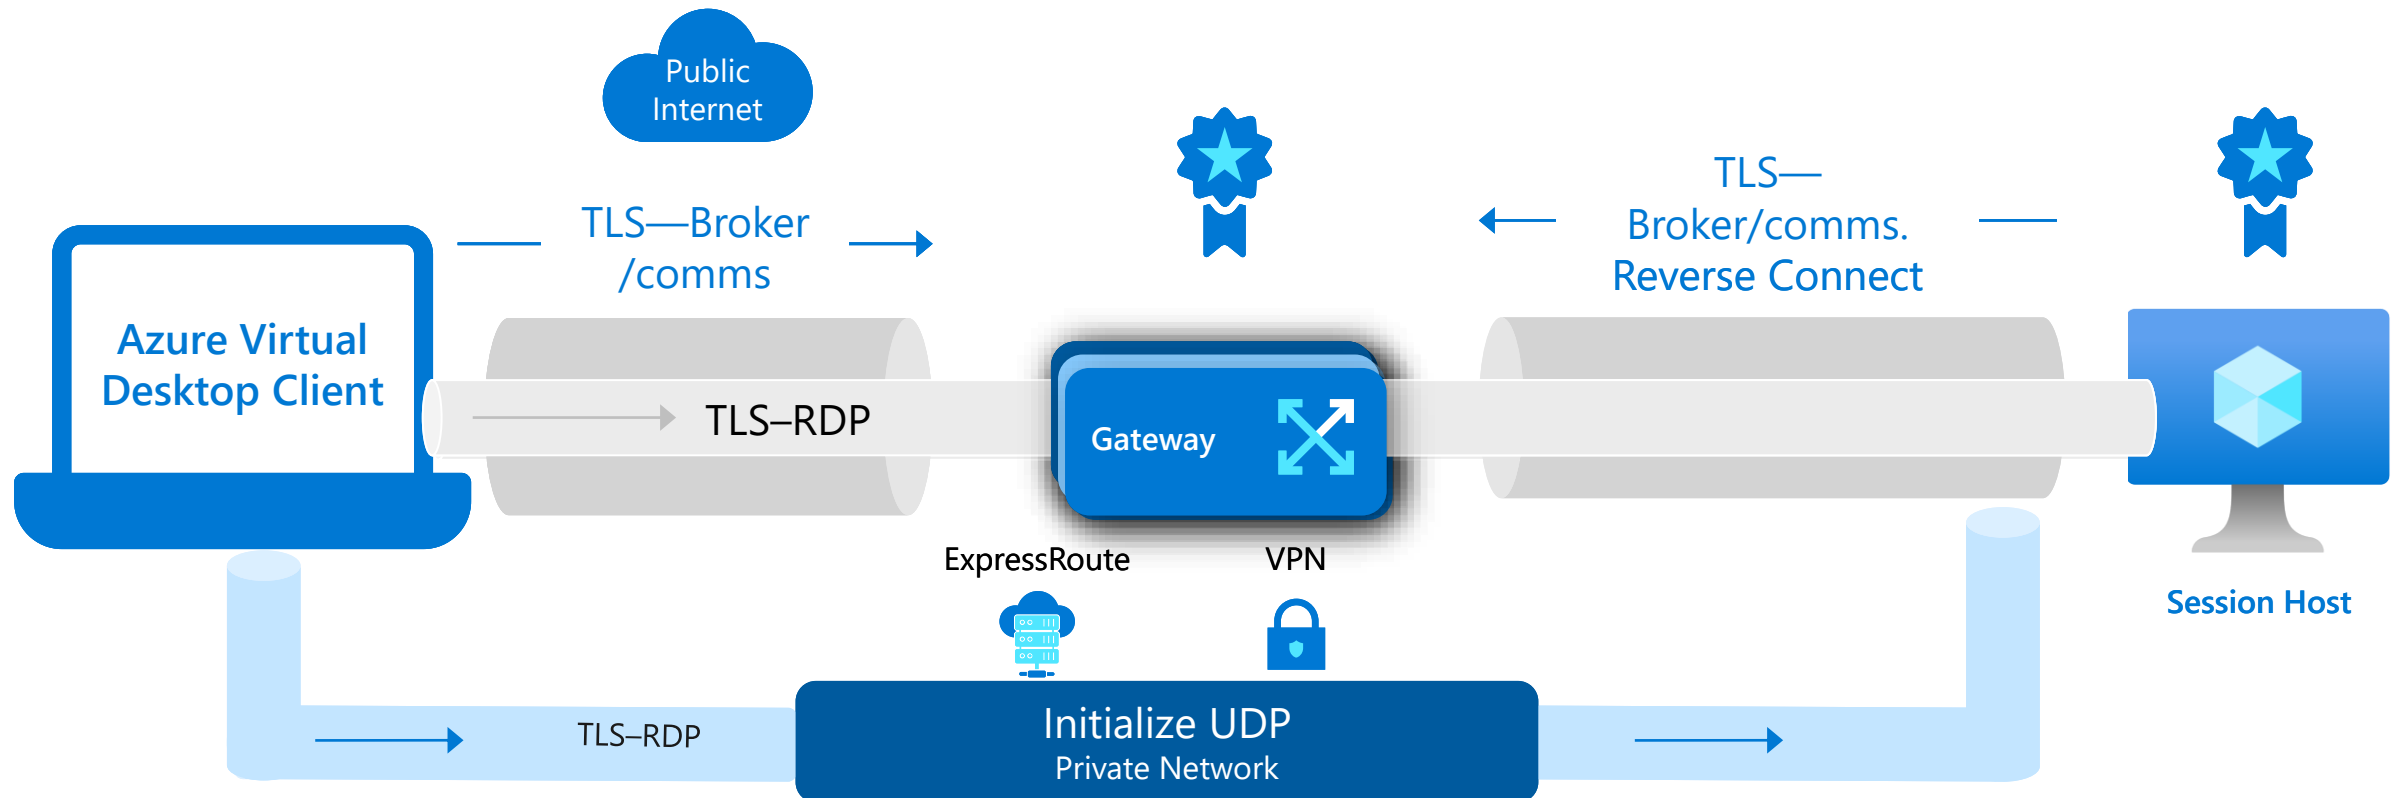 Public
Internet
TLS—Broker
/comms
TLS—
Broker/comms.
Reverse Connect
Azure Virtual
Desktop Client
TLS–RDP
Gateway
ExpressRoute
VPN
Session Host
TLS–RDP
Initialize UDP
Private Network